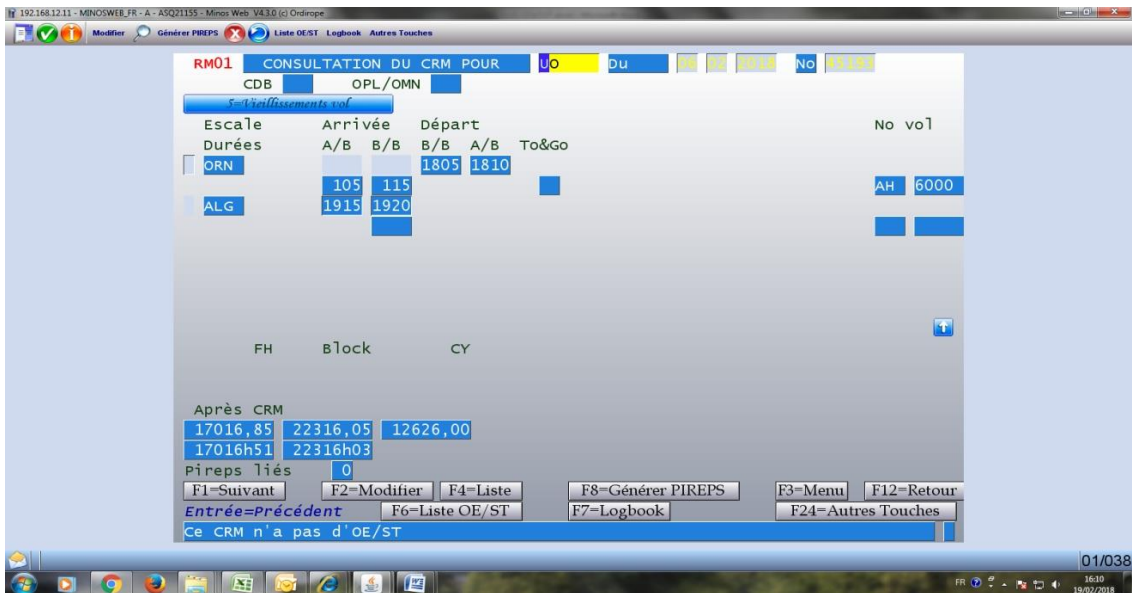 192.168.12.11 - MINOSWEB_FR - A - ASQ21155 - Minos Web V4.3.0 (c) Ordirope
Modifier Générer PIREPS Liste OE/ST Logbook Autres Touches
RM01 CONSULTATION DU CRM POUR UO Du 06 02 2018 No 45193
CDB OPL/OMN
5=Vieillissements vol
Escale Arrivée Départ No vol
Durées A/B B/B B/B A/B To&Go
ORN 1805 1810
105 115 AH 6000
ALG 1915 1920
FH Block CY
Après CRM
17016,85 22316,05 12626,00
17016h51 22316h03
Pireps liés 0
F1=Suivant F2=Modifier F4=Liste F8=Générer PIREPS F3=Menu F12=Retour
Entrée=Précédent F6=Liste OE/ST F7=Logbook F24=Autres Touches
Ce CRM n'a pas d'OE/ST
01/038
FR 16:10
19/02/2018